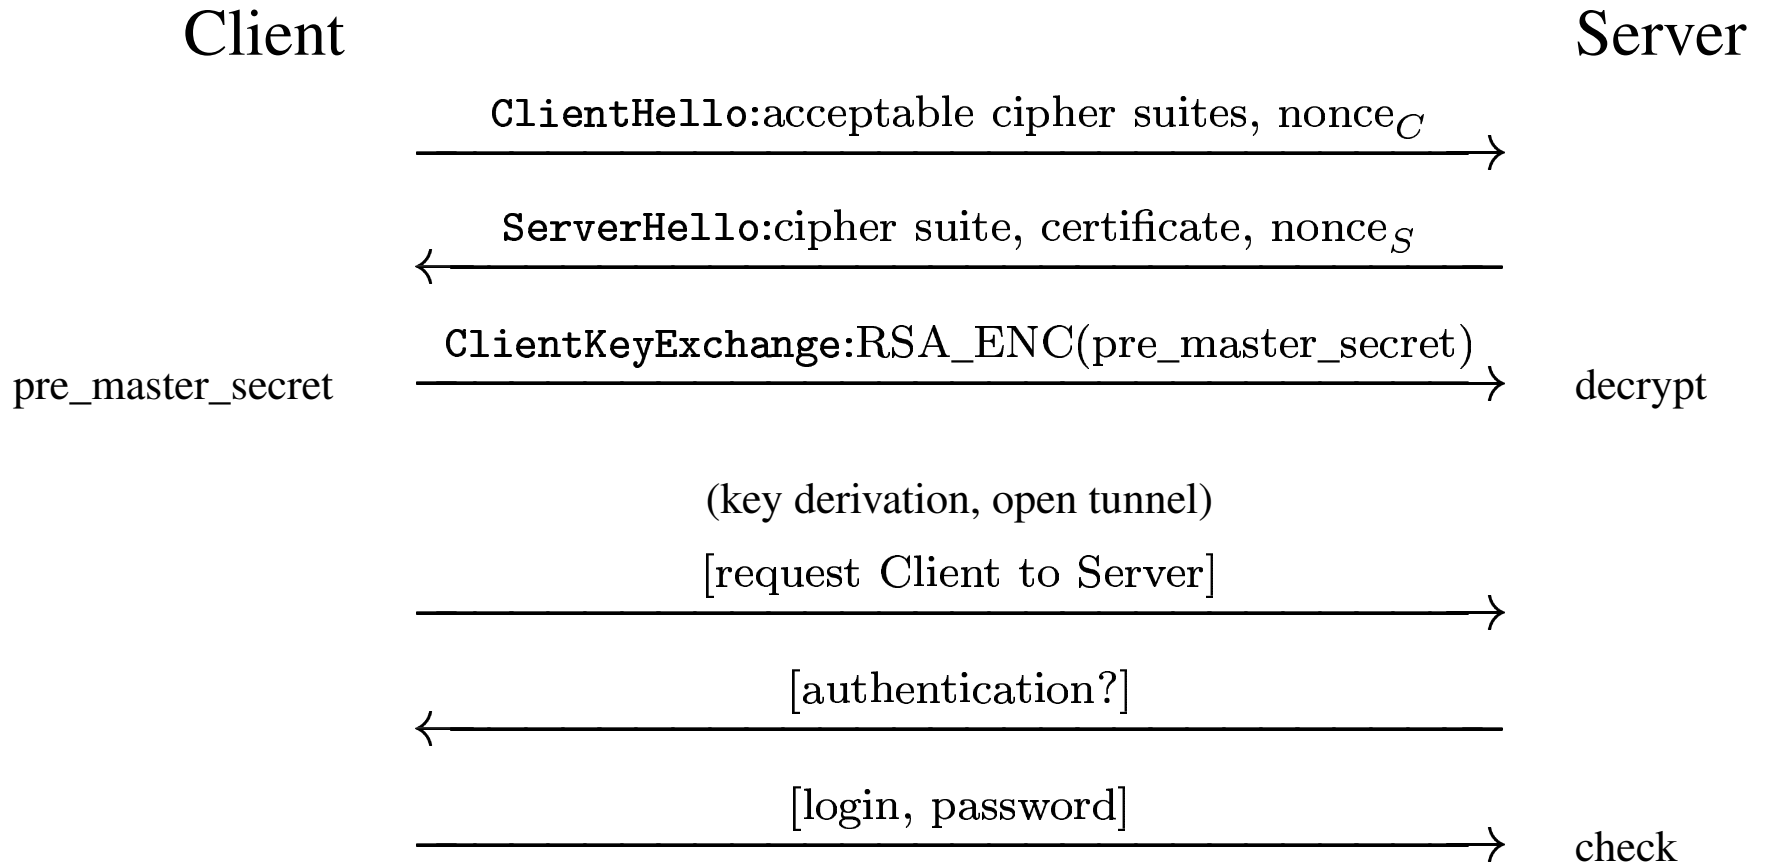 Client Server
ClientHello:acceptable cipher suites, nonce_C
ServerHello:cipher suite, certificate, nonce_S
ClientKeyExchange:RSA_ENC(pre_master_secret)
pre_master_secret decrypt
(key derivation, open tunnel)
[request Client to Server]
[authentication?]
[login, password]
check